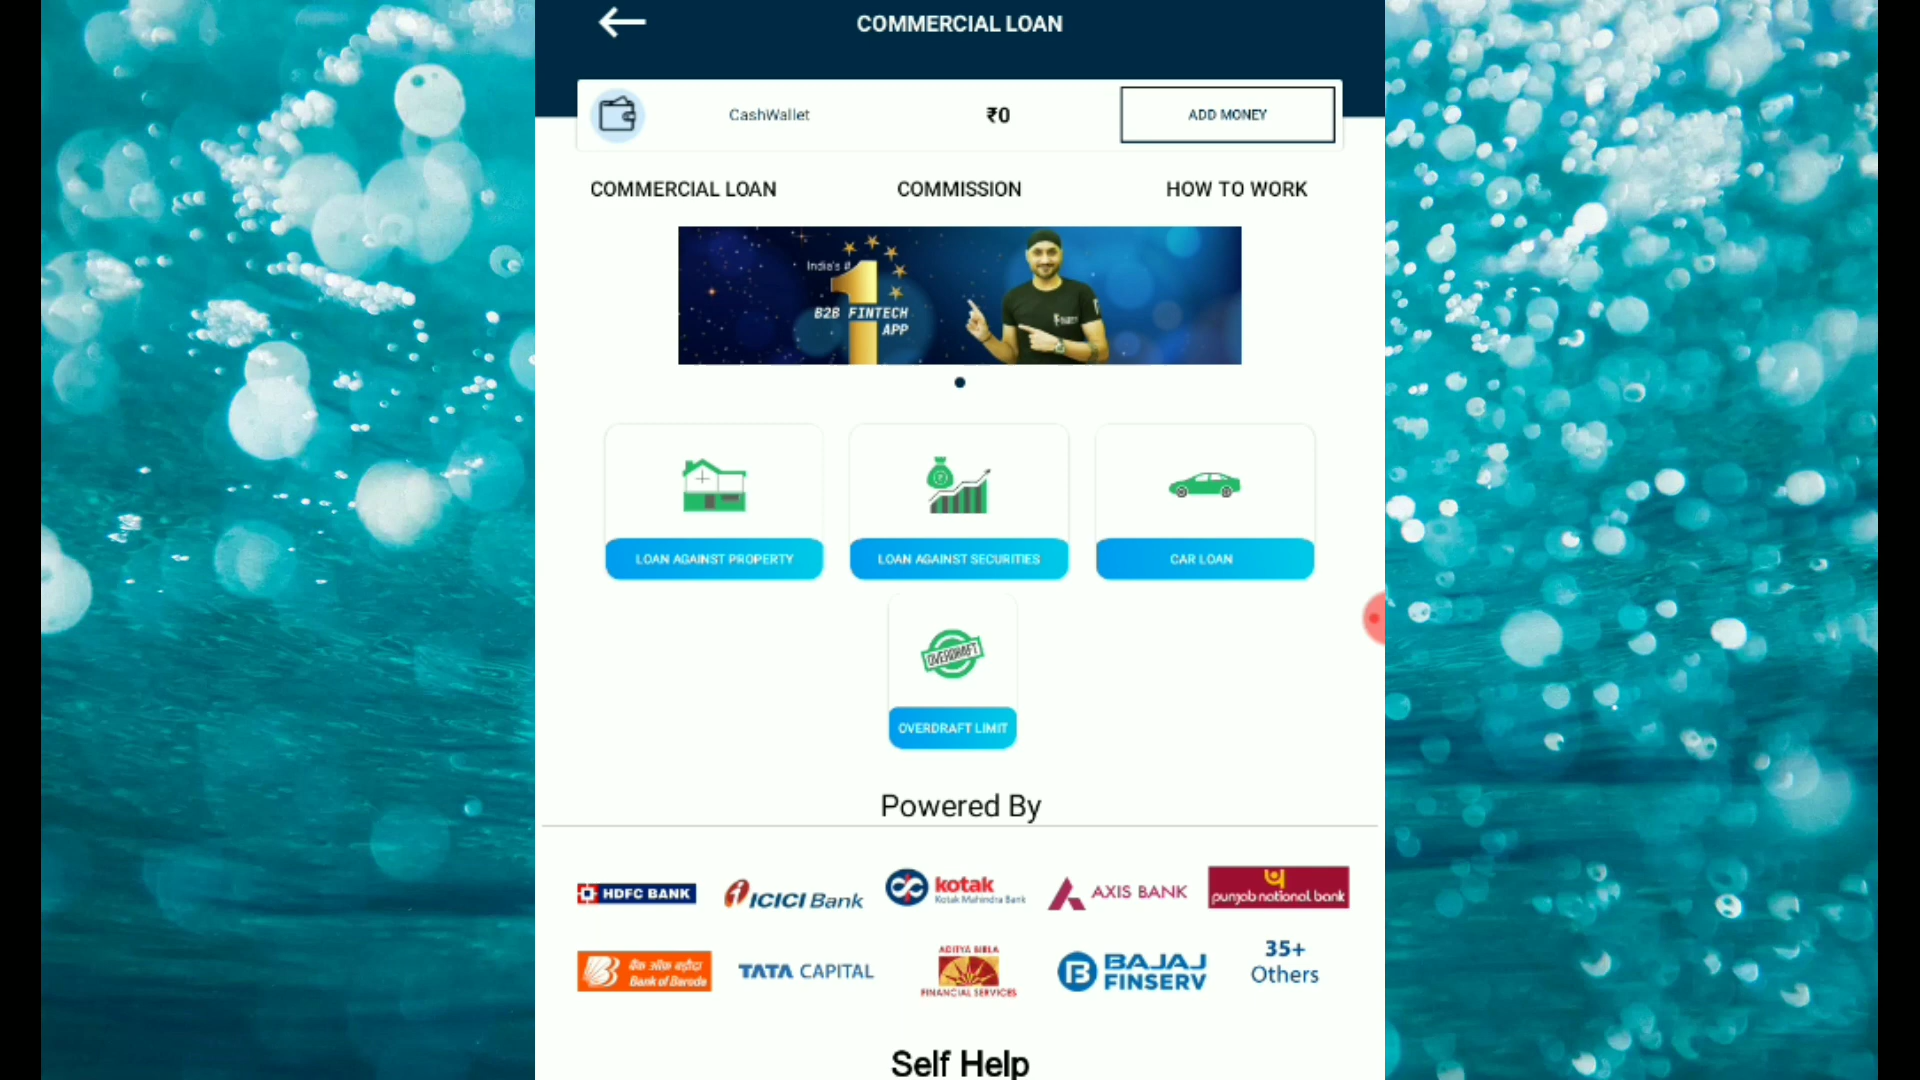 COMMERCIAL LOAN
CashWallet ₹0 ADD MONEY
COMMERCIAL LOAN COMMISSION HOW TO WORK
India's #
1
B2B FINTECH
APP
LOAN AGAINST PROPERTY LOAN AGAINST SECURITIES CAR LOAN
OVERDRAFT
OVERDRAFT LIMIT
Powered By
HDFC BANK ICICI Bank kotak Kotak Mahindra Bank AXIS BANK punjab national bank
बैंक ऑफ़ बड़ौदा
Bank of Baroda
TATA CAPITAL
ADITYA BIRLA
FINANCIAL SERVICES
BAJAJ
FINSERV
35+
Others
Self Help